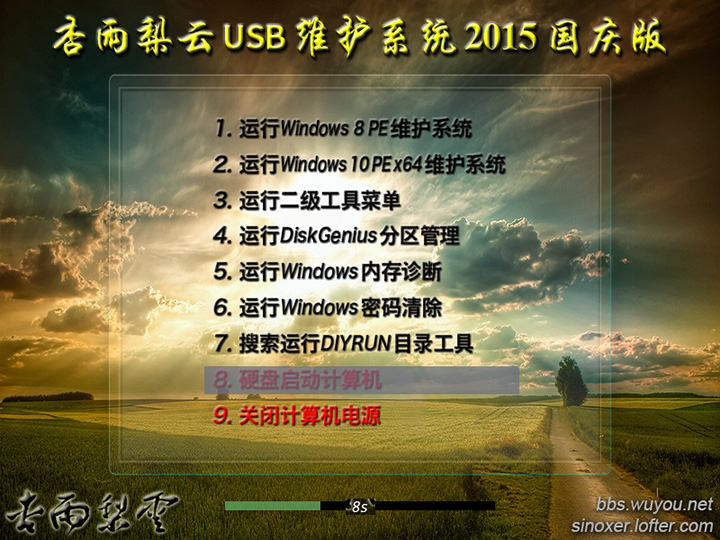 杏雨梨云USB维护系统2015国庆版
1. 运行Windows 8 PE维护系统
2. 运行Windows 10 PE x64维护系统
3. 运行二级工具菜单
4. 运行DiskGenius分区管理
5. 运行Windows内存诊断
6. 运行Windows密码清除
7. 搜索运行DIYRUN目录工具
8. 硬盘启动计算机
9. 关闭计算机电源
8s
杏雨梨雲
bbs.wuyou.net
sinoxer.lofter.com